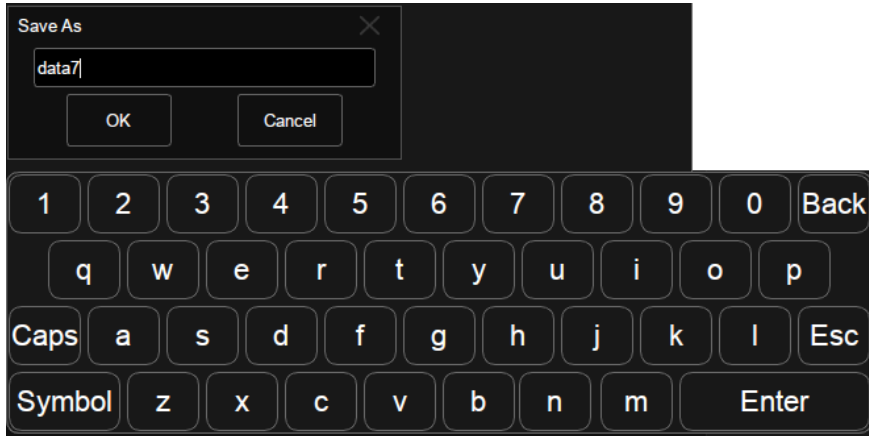 Save As
data7
OK Cancel
1 2 3 4 5 6 7 8 9 0 Back
q w e r t y u i o p
Caps a s d f g h j k l Esc
Symbol z x c v b n m Enter